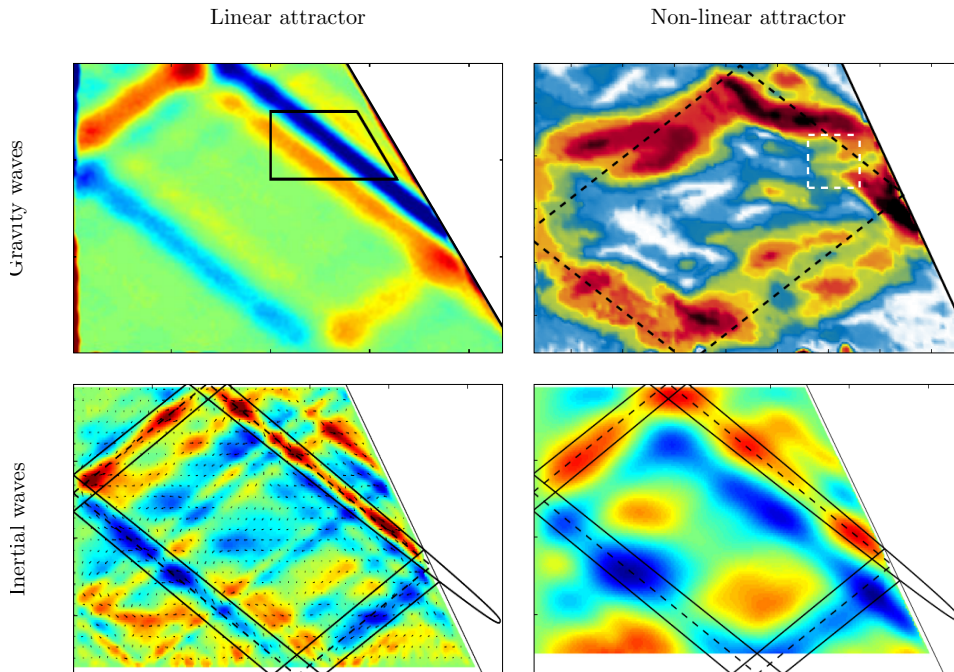 Linear attractor
Non-linear attractor
Gravity waves
Inertial waves